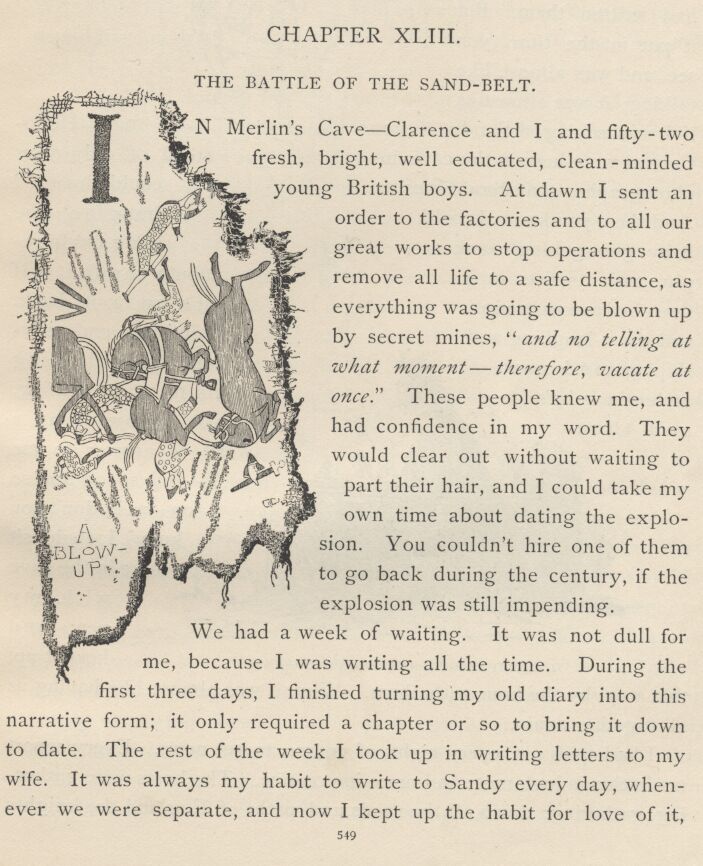 CHAPTER XLIII.
THE BATTLE OF THE SAND-BELT.
IN Merlin's Cave—Clarence and I and fifty-two
fresh, bright, well educated, clean-minded
young British boys. At dawn I sent an
order to the factories and to all our
great works to stop operations and
remove all life to a safe distance, as
everything was going to be blown up
by secret mines, "and no telling at
what moment—therefore, vacate at
once." These people knew me, and
had confidence in my word. They
would clear out without waiting to
part their hair, and I could take my
own time about dating the explo-
sion. You couldn't hire one of them
to go back during the century, if the
explosion was still impending.
We had a week of waiting. It was not dull for
me, because I was writing all the time. During the
first three days, I finished turning my old diary into this
narrative form; it only required a chapter or so to bring it down
to date. The rest of the week I took up in writing letters to my
wife. It was always my habit to write to Sandy every day, when-
ever we were separate, and now I kept up the habit for love of it,
A
BLOW-
UP
549